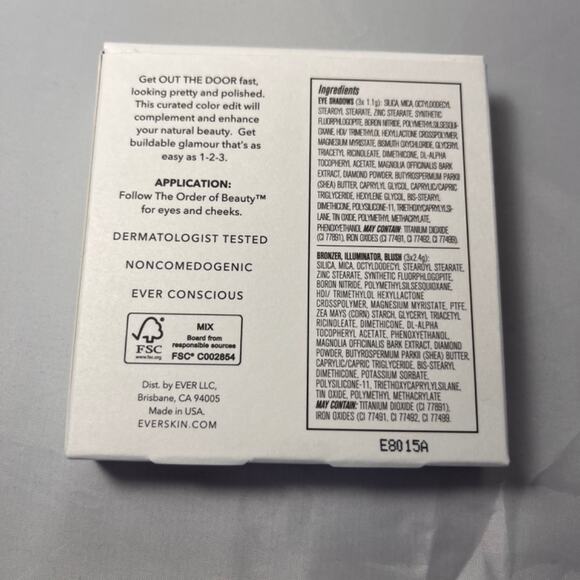 Get OUT THE DOOR fast,
looking pretty and polished.
This curated color edit will
complement and enhance
your natural beauty. Get
buildable glamour that's as
easy as 1-2-3.
APPLICATION:
Follow The Order of Beauty™
for eyes and cheeks.
DERMATOLOGIST TESTED
NONCOMEDOGENIC
EVER CONSCIOUS
FSC
www.fsc.org
MIX
Board from
responsible sources
FSC® C002854
Dist. by EVER LLC,
Brisbane, CA 94005
Made in USA.
EVERSKIN.COM
Ingredients
EYE SHADOWS (3x 1.1g): SILICA, MICA, OCTYLDODECYL
STEAROYL STEARATE, ZINC STEARATE, SYNTHETIC
FLUORPHLOGOPITE, BORON NITRIDE, POLYMETHYLSILSESQUI-
OXANE, HDI/ TRIMETHYLOL HEXYLLACTONE CROSSPOLYMER,
MAGNESIUM MYRISTATE, BISMUTH OXYCHLORIDE, GLYCERYL
TRIACETYL RICINOLEATE, DIMETHICONE, DL-ALPHA
TOCOPHERYL ACETATE, MAGNOLIA OFFICINALIS BARK
EXTRACT, DIAMOND POWDER, BUTYROSPERMUM PARKII
(SHEA) BUTTER, CAPRYLYL GLYCOL, CAPRYLIC/CAPRIC
TRIGLYCERIDE, HEXYLENE GLYCOL, BIS-STEARYL
DIMETHICONE, POLYSILICONE-11, TRIETHOXYCAPRYLYLSI-
LANE, TIN OXIDE, POLYMETHYL METHACRYLATE,
PHENOXYETHANOL MAY CONTAIN: TITANIUM DIOXIDE
(CI 77891), IRON OXIDES (CI 77491, CI 77492, CI 77499).
BRONZER, ILLUMINATOR, BLUSH (3x2.4g):
SILICA, MICA, OCTYLDODECYL STEAROYL STEARATE,
ZINC STEARATE, SYNTHETIC FLUORPHLOGOPITE,
BORON NITRIDE, POLYMETHYLSILSESQUIOXANE,
HDI/ TRIMETHYLOL HEXYLLACTONE
CROSSPOLYMER, MAGNESIUM MYRISTATE, PTFE,
ZEA MAYS (CORN) STARCH, GLYCERYL TRIACETYL
RICINOLEATE, DIMETHICONE, DL-ALPHA
TOCOPHERYL ACETATE, PHENOXYETHANOL,
MAGNOLIA OFFICINALIS BARK EXTRACT, DIAMOND
POWDER, BUTYROSPERMUM PARKII (SHEA) BUTTER,
CAPRYLIC/CAPRIC TRIGLYCERIDE, BIS-STEARYL
DIMETHICONE, POTASSIUM SORBATE,
POLYSILICONE-11, TRIETHOXYCAPRYLYLSILANE,
TIN OXIDE, POLYMETHYL METHACRYLATE
MAY CONTAIN: TITANIUM DIOXIDE (CI 77891),
IRON OXIDES (CI 77491, CI 77492, CI 77499.
E8015A